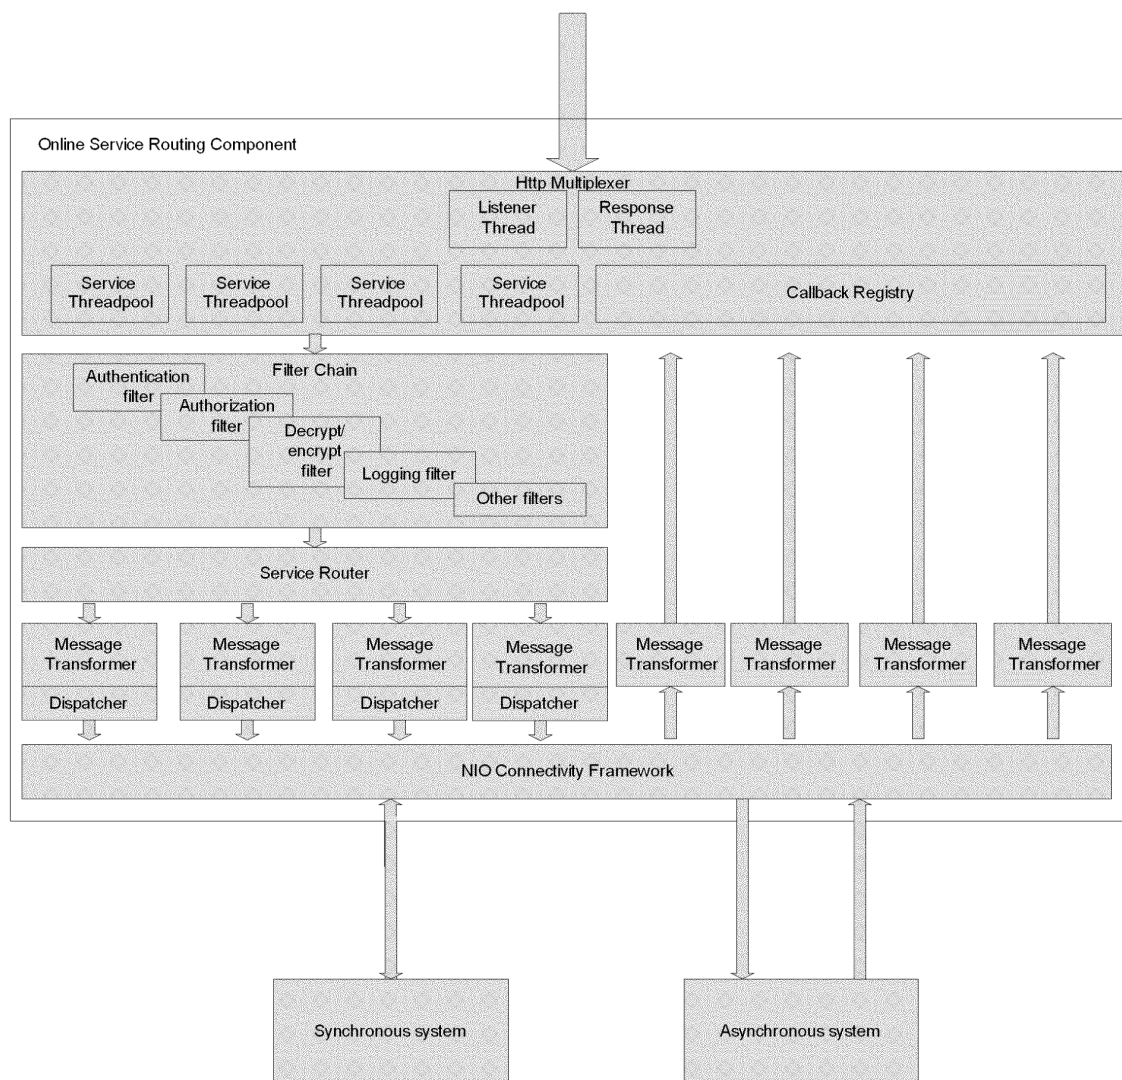 Online Service Routing Component
Http Multiplexer
Listener
Thread
Response
Thread
Service
Threadpool
Service
Threadpool
Service
Threadpool
Service
Threadpool
Callback Registry
Filter Chain
Authentication
filter
Authorization
filter
Decrypt/
encrypt
filter
Logging filter
Other filters
Service Router
Message
Transformer
Dispatcher
Message
Transformer
Dispatcher
Message
Transformer
Dispatcher
Message
Transformer
Dispatcher
Message
Transformer
Message
Transformer
Message
Transformer
Message
Transformer
NIO Connectivity Framework
Synchronous system
Asynchronous system